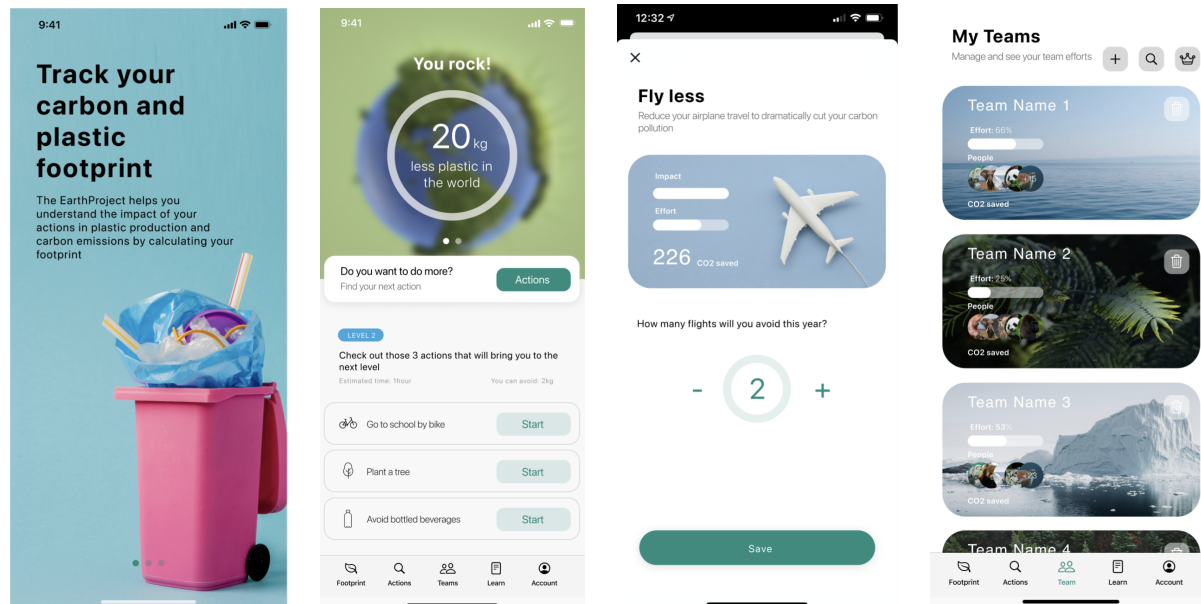 9:41
Track your
carbon and
plastic
footprint
The EarthProject helps you
understand the impact of your
actions in plastic production and
carbon emissions by calculating your
footprint
9:41
You rock!
20 kg
less plastic in
the world
Do you want to do more?
Find your next action
Actions
LEVEL 2
Check out those 3 actions that will bring you to the
next level
Estimated time: 1hour
You can avoid: 2kg
Go to school by bike
Start
Plant a tree
Start
Avoid bottled beverages
Start
Footprint
Actions
Teams
Learn
Account
12:32
Fly less
Reduce your airplane travel to dramatically cut your carbon
pollution
Impact
Effort
226 CO2 saved
How many flights will you avoid this year?
- 2 +
Save
My Teams
Manage and see your team efforts
Team Name 1
Effort: 66%
People
CO2 saved
Team Name 2
Effort: 25%
People
CO2 saved
Team Name 3
Effort: 53%
People
CO2 saved
Team Name 4
Footprint
Actions
Team
Learn
Account